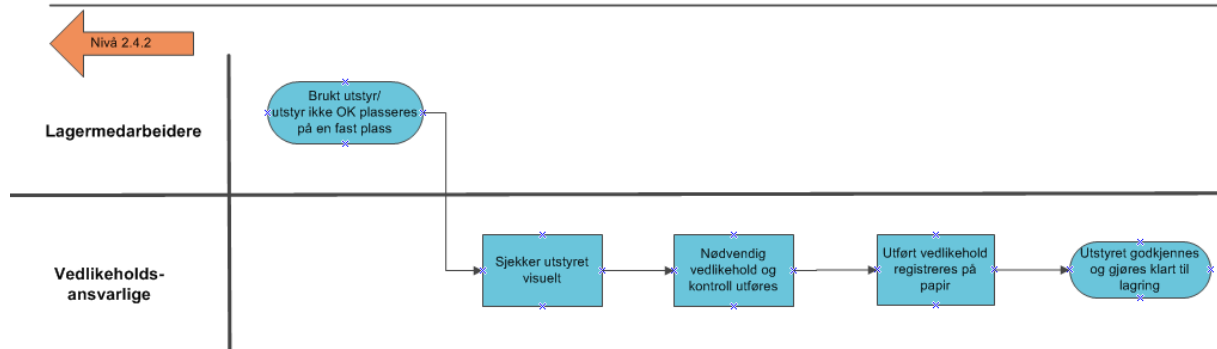 Nivå 2.4.2
Brukt utstyr/
utstyr ikke OK plasseres
på en fast plass
Lagermedarbeidere
Sjekker utstyret
visuelt
Nødvendig
vedlikehold og
kontroll utføres
Utført vedlikehold
registreres på
papir
Utstyret godkjennes
og gjøres klart til
lagring
Vedlikeholds-
ansvarlige